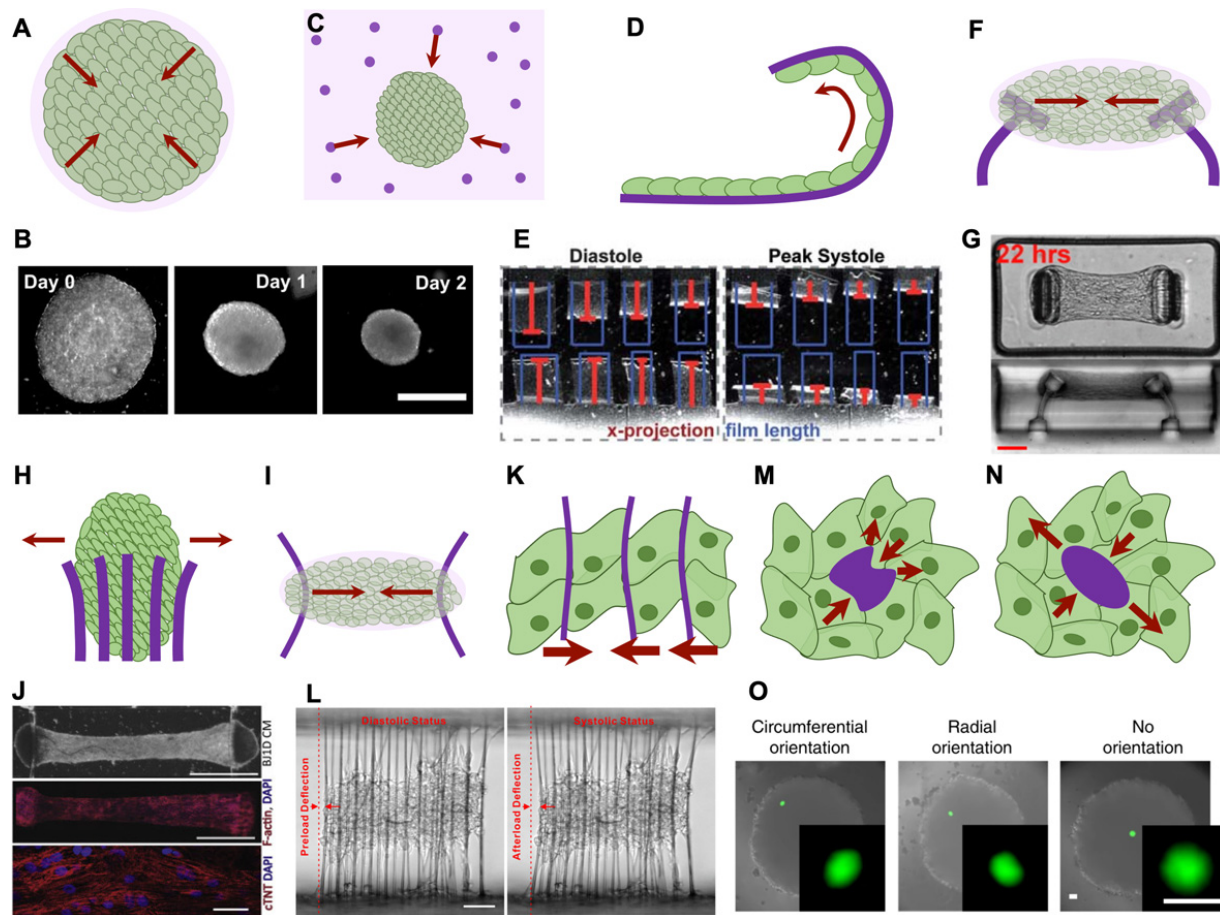 A
C
D
F
B
Day 0
Day 1
Day 2
E
Diastole
Peak Systole
x-projection
film length
G
22 hrs
H
I
K
M
N
J
BJ1D CM
F-actin, DAPI
cTNT DAPI
L
Diastolic Status
Systolic Status
Preload Deflection
Afterload Deflection
O
Circumferential
orientation
Radial
orientation
No
orientation